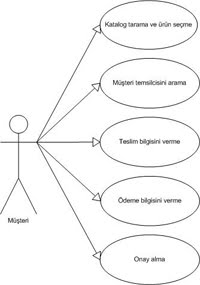 Katalog tarama ve ürün seçme
Müşteri temsilcisini arama
Teslim bilgisini verme
Ödeme bilgisini verme
Onay alma
Müşteri